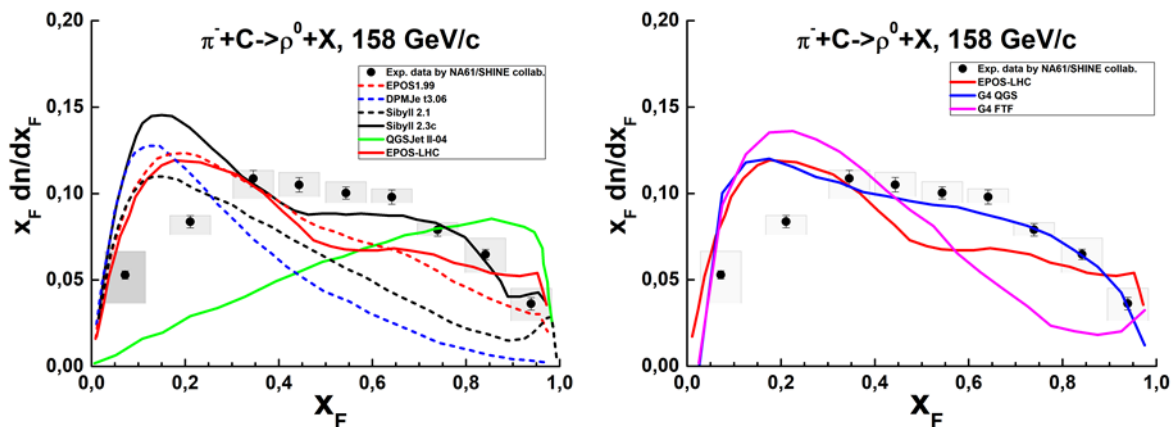 π⁻+C->ρ⁰+X, 158 GeV/c
Exp. data by NA61/SHINE collab.
EPOS1.99
DPMJe t3.06
Sibyll 2.1
Sibyll 2.3c
QGSJet II-04
EPOS-LHC
x_F dn/dx_F
0,20
0,15
0,10
0,05
0,00
0,0 0,2 0,4 0,6 0,8 1,0
X_F
π⁻+C->ρ⁰+X, 158 GeV/c
Exp. data by NA61/SHINE collab.
EPOS-LHC
G4 QGS
G4 FTF
x_F dn/dx_F
0,20
0,15
0,10
0,05
0,00
0,0 0,2 0,4 0,6 0,8 1,0
X_F